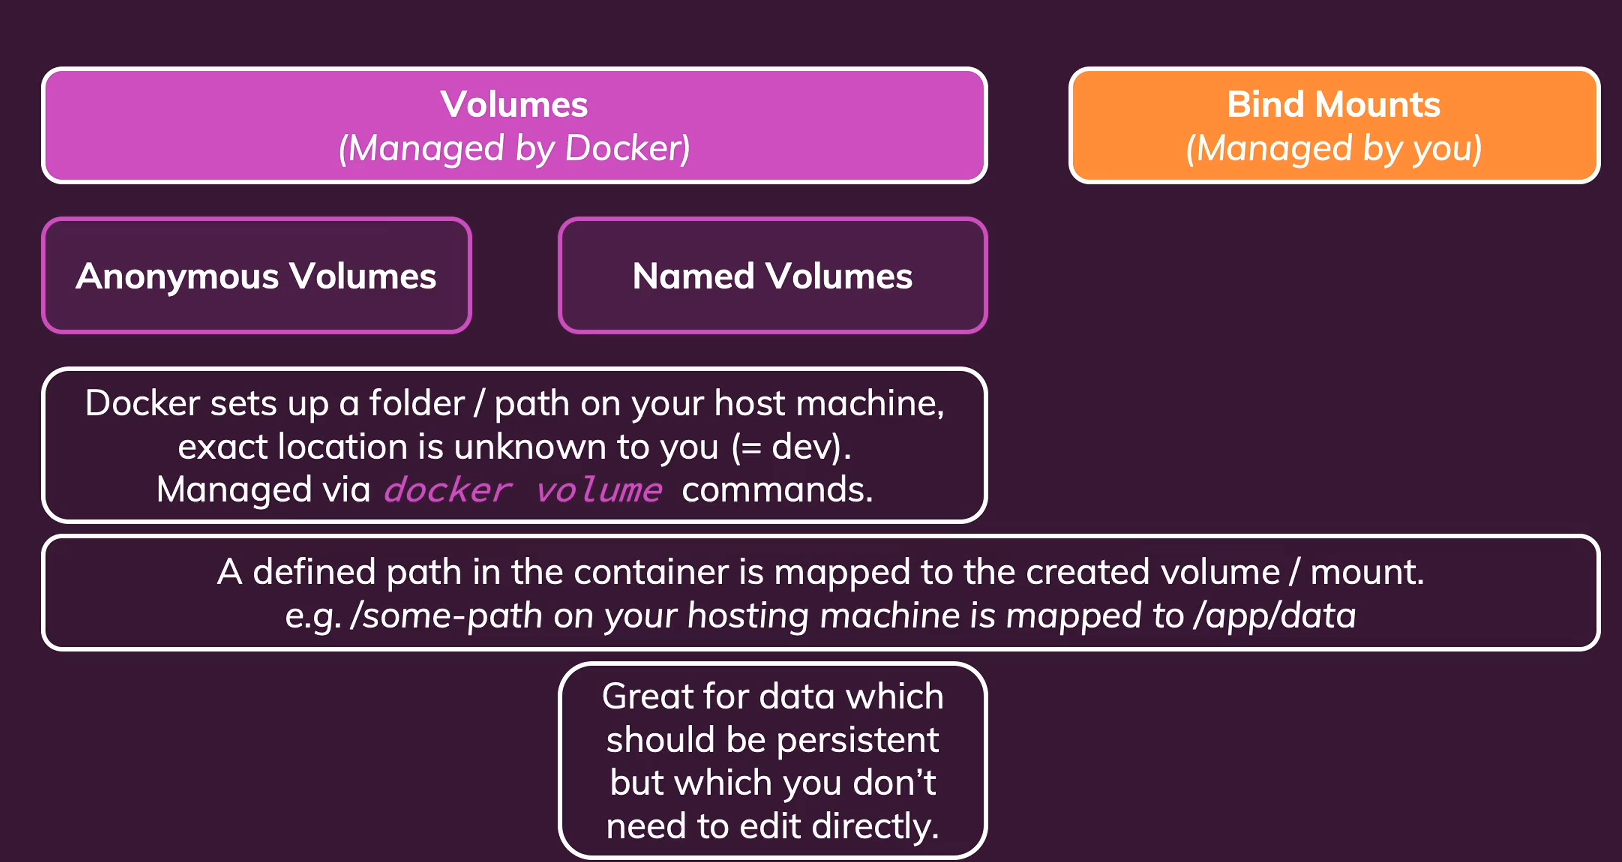 Volumes
(Managed by Docker)
Bind Mounts
(Managed by you)
Anonymous Volumes
Named Volumes
Docker sets up a folder / path on your host machine,
exact location is unknown to you (= dev).
Managed via docker volume commands.
A defined path in the container is mapped to the created volume / mount.
e.g. /some-path on your hosting machine is mapped to /app/data
Great for data which
should be persistent
but which you don’t
need to edit directly.